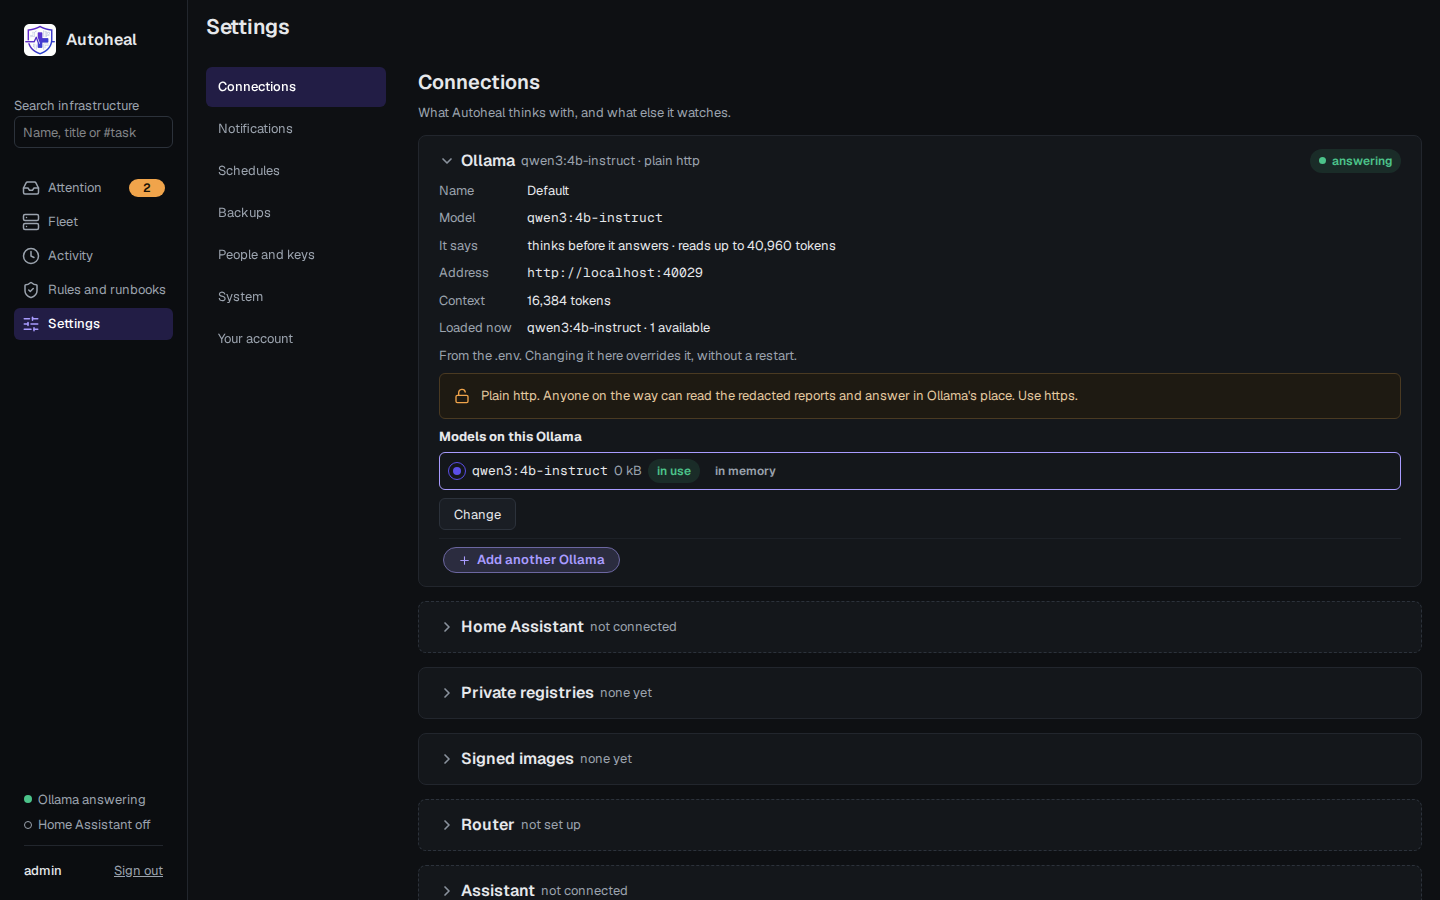 Autoheal
Search infrastructure
Name, title or #task
Attention 2
Fleet
Activity
Rules and runbooks
Settings
Ollama answering
Home Assistant off
admin Sign out
Settings
Connections
Notifications
Schedules
Backups
People and keys
System
Your account
Connections
What Autoheal thinks with, and what else it watches.
Ollama qwen3:4b-instruct · plain http answering
Name Default
Model qwen3:4b-instruct
It says thinks before it answers · reads up to 40,960 tokens
Address http://localhost:40029
Context 16,384 tokens
Loaded now qwen3:4b-instruct · 1 available
From the .env. Changing it here overrides it, without a restart.
Plain http. Anyone on the way can read the redacted reports and answer in Ollama's place. Use https.
Models on this Ollama
qwen3:4b-instruct 0 kB in use in memory
Change
+ Add another Ollama
Home Assistant not connected
Private registries none yet
Signed images none yet
Router not set up
Assistant not connected